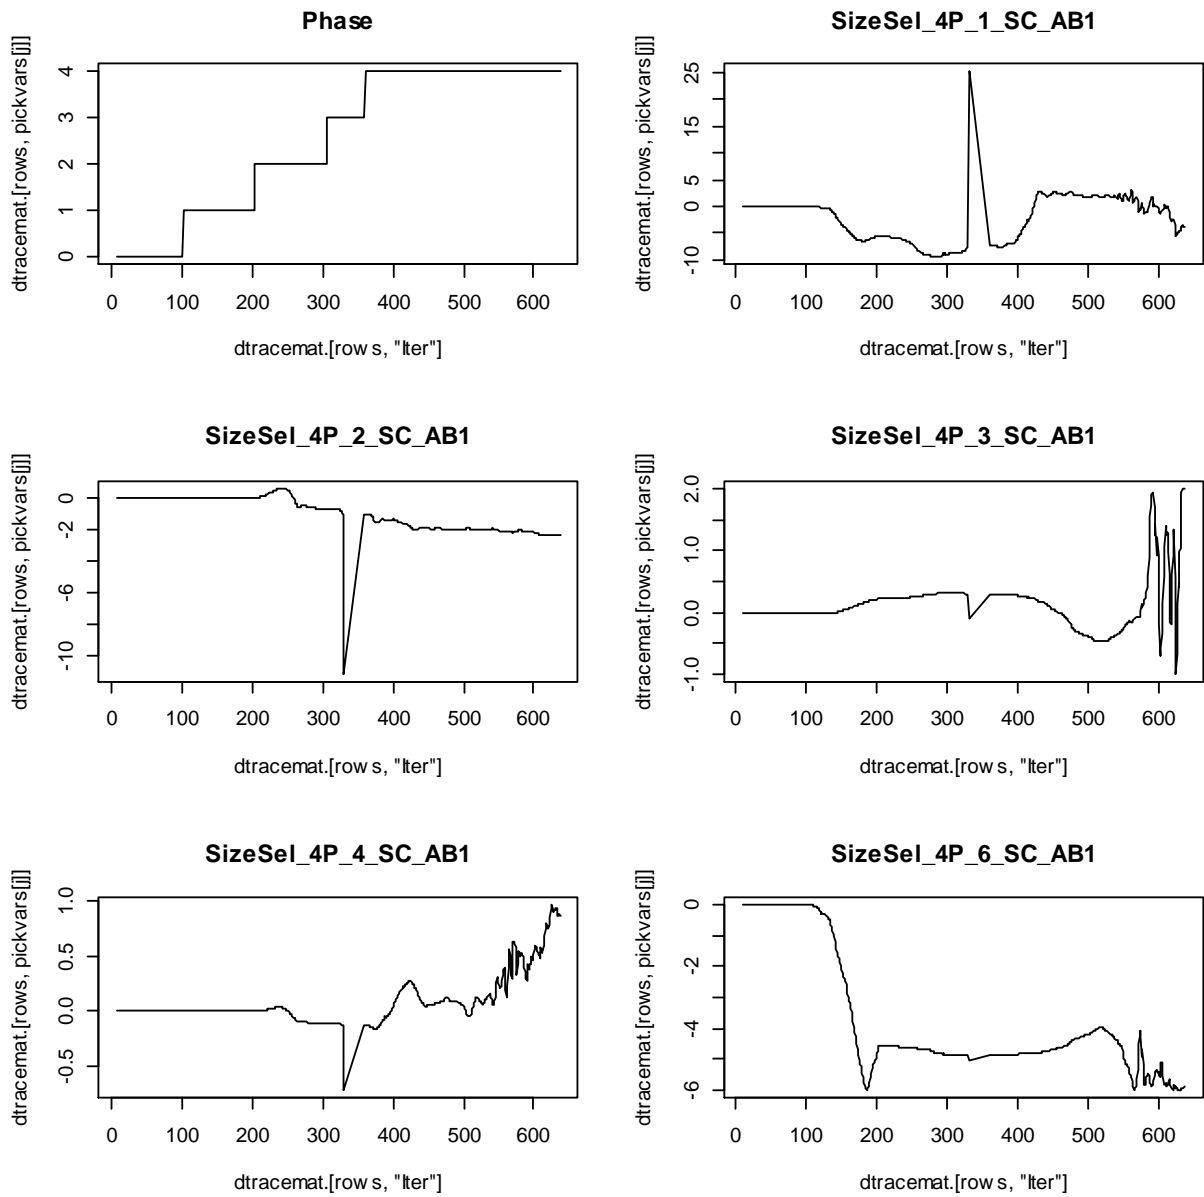 Phase
dtracemat.[rows, pickvars[j]]
4
3
2
1
0
0 100 200 300 400 500 600
dtracemat.[rows, "Iter"]
SizeSel_4P_1_SC_AB1
dtracemat.[rows, pickvars[j]]
25
15
5
0
-10
0 100 200 300 400 500 600
dtracemat.[rows, "Iter"]
SizeSel_4P_2_SC_AB1
dtracemat.[rows, pickvars[j]]
0
-2
-6
-10
0 100 200 300 400 500 600
dtracemat.[rows, "Iter"]
SizeSel_4P_3_SC_AB1
dtracemat.[rows, pickvars[j]]
2.0
1.0
0.0
-1.0
0 100 200 300 400 500 600
dtracemat.[rows, "Iter"]
SizeSel_4P_4_SC_AB1
dtracemat.[rows, pickvars[j]]
1.0
0.5
0.0
-0.5
0 100 200 300 400 500 600
dtracemat.[rows, "Iter"]
SizeSel_4P_6_SC_AB1
dtracemat.[rows, pickvars[j]]
0
-2
-4
-6
0 100 200 300 400 500 600
dtracemat.[rows, "Iter"]